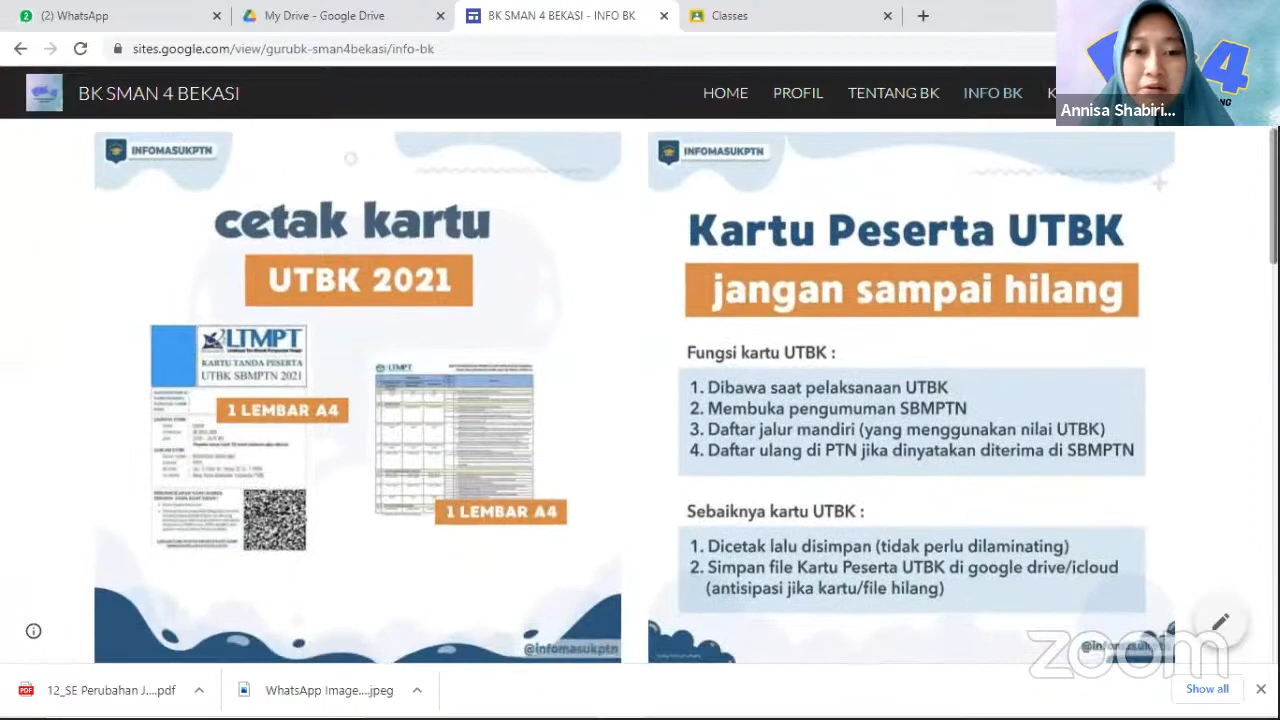 (2) WhatsApp
My Drive - Google Drive
BK SMAN 4 BEKASI - INFO BK
Classes
sites.google.com/view/gurubk-sman4bekasi/info-bk
BK SMAN 4 BEKASI
HOME
PROFIL
TENTANG BK
INFO BK
K
4
Annisa Shabiri...
INFOMASUKPTN
cetak kartu
UTBK 2021
LTMPT
KARTU TANDA PESERTA
UTBK SBMPTN 2021
1 LEMBAR A4
LTMPT
1 LEMBAR A4
@infomasukptn
INFOMASUKPTN
Kartu Peserta UTBK
jangan sampai hilang
Fungsi kartu UTBK :
1. Dibawa saat pelaksanaan UTBK
2. Membuka pengumuman SBMPTN
3. Daftar jalur mandiri (yang menggunakan nilai UTBK)
4. Daftar ulang di PTN jika dinyatakan diterima di SBMPTN
Sebaiknya kartu UTBK :
1. Dicetak lalu disimpan (tidak perlu dilaminating)
2. Simpan file Kartu Peserta UTBK di google drive/icloud
(antisipasi jika kartu/file hilang)
zoom
12_SE Perubahan J....pdf
WhatsApp Image....jpeg
Show all